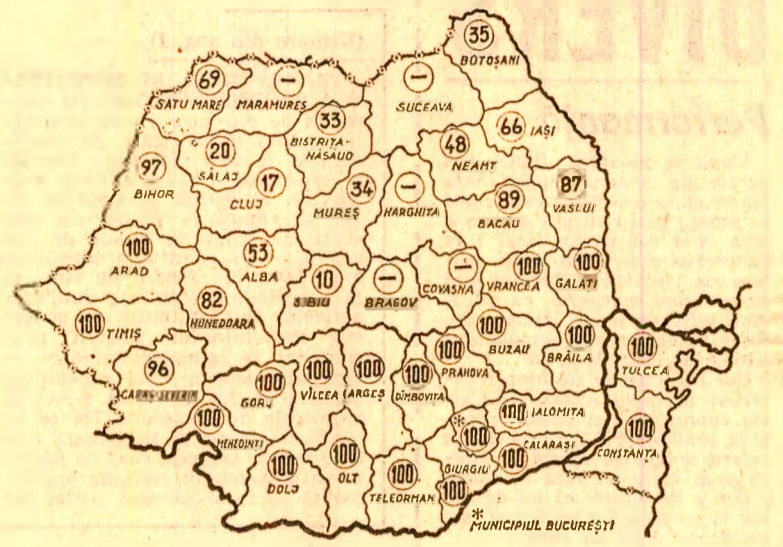 35
BOTOȘANI
69
SATU MARE
—
MARAMUREȘ
—
SUCEAVA
33
BISTRIȚA-
NĂSĂUD
66 IAȘI
48
NEAMȚ
97
BIHOR
20
SĂLAJ
17
CLUJ
34
MUREȘ
—
HARGHITA
89
BACĂU
87
VASLUI
100
ARAD
53
ALBA
10
SIBIU
—
BRAȘOV
—
COVASNA
100
VRANCEA
100
GALAȚI
82
HUNEDOARA
100 TIMIȘ
96
CARAȘ-SEVERIN
100
GORJ
100
VÎLCEA
100
ARGEȘ
100
DÎMBOVIȚA
100
PRAHOVA
100
BUZĂU
100
BRĂILA
100
TULCEA
100
MEHEDINȚI
100
DOLJ
100
OLT
100
TELEORMAN
*
100
100 IALOMIȚA
CĂLĂRAȘI
100
GIURGIU
100
100
CONSTANȚA
*
MUNICIPIUL BUCUREȘTI